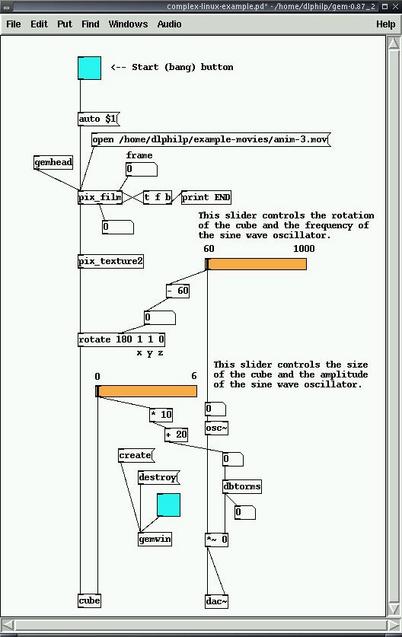 complex-linux-example.pd* - /home/dlphilp/gem-0.87_2
File Edit Put Find Windows Audio Help
<-- Start (bang) button
auto $1
open /home/dlphilp/example-movies/anim-3.mov
frame
gemhead
0
pix_film t f b print END
0
This slider controls the rotation
of the cube and the frequency of
the sine wave oscillator.
60 1000
pix_texture2
- 60
0
rotate 180 1 1 0
x y z
This slider controls the size
of the cube and the amplitude
of the sine wave oscillator.
0 6
* 10
0
+ 20
osc~
create
0
destroy
dbtorms
0
gemwin
*~ 0
cube
dac~